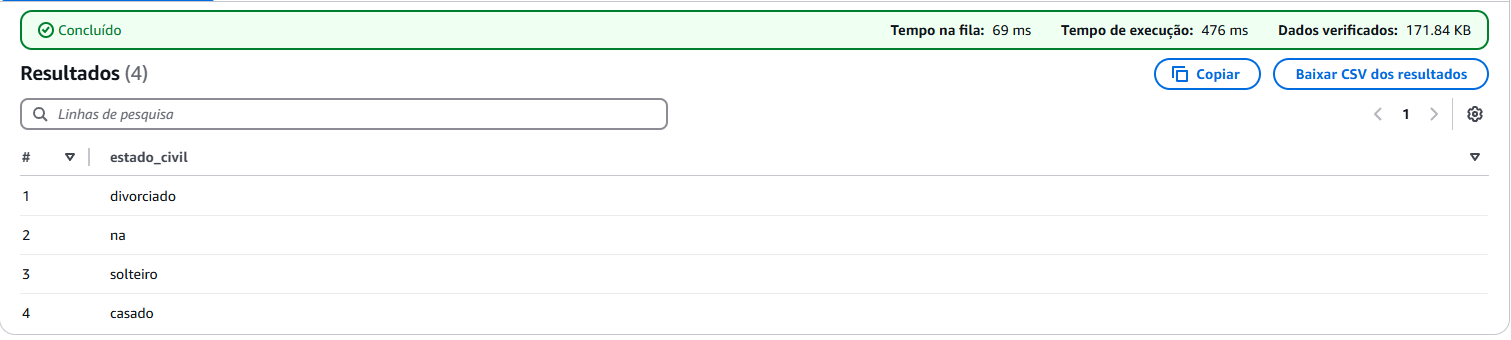 Concluído Tempo na fila: 69 ms Tempo de execução: 476 ms Dados verificados: 171.84 KB
Resultados (4) Copiar Baixar CSV dos resultados
Linhas de pesquisa 1
# estado_civil
1 divorciado
2 na
3 solteiro
4 casado